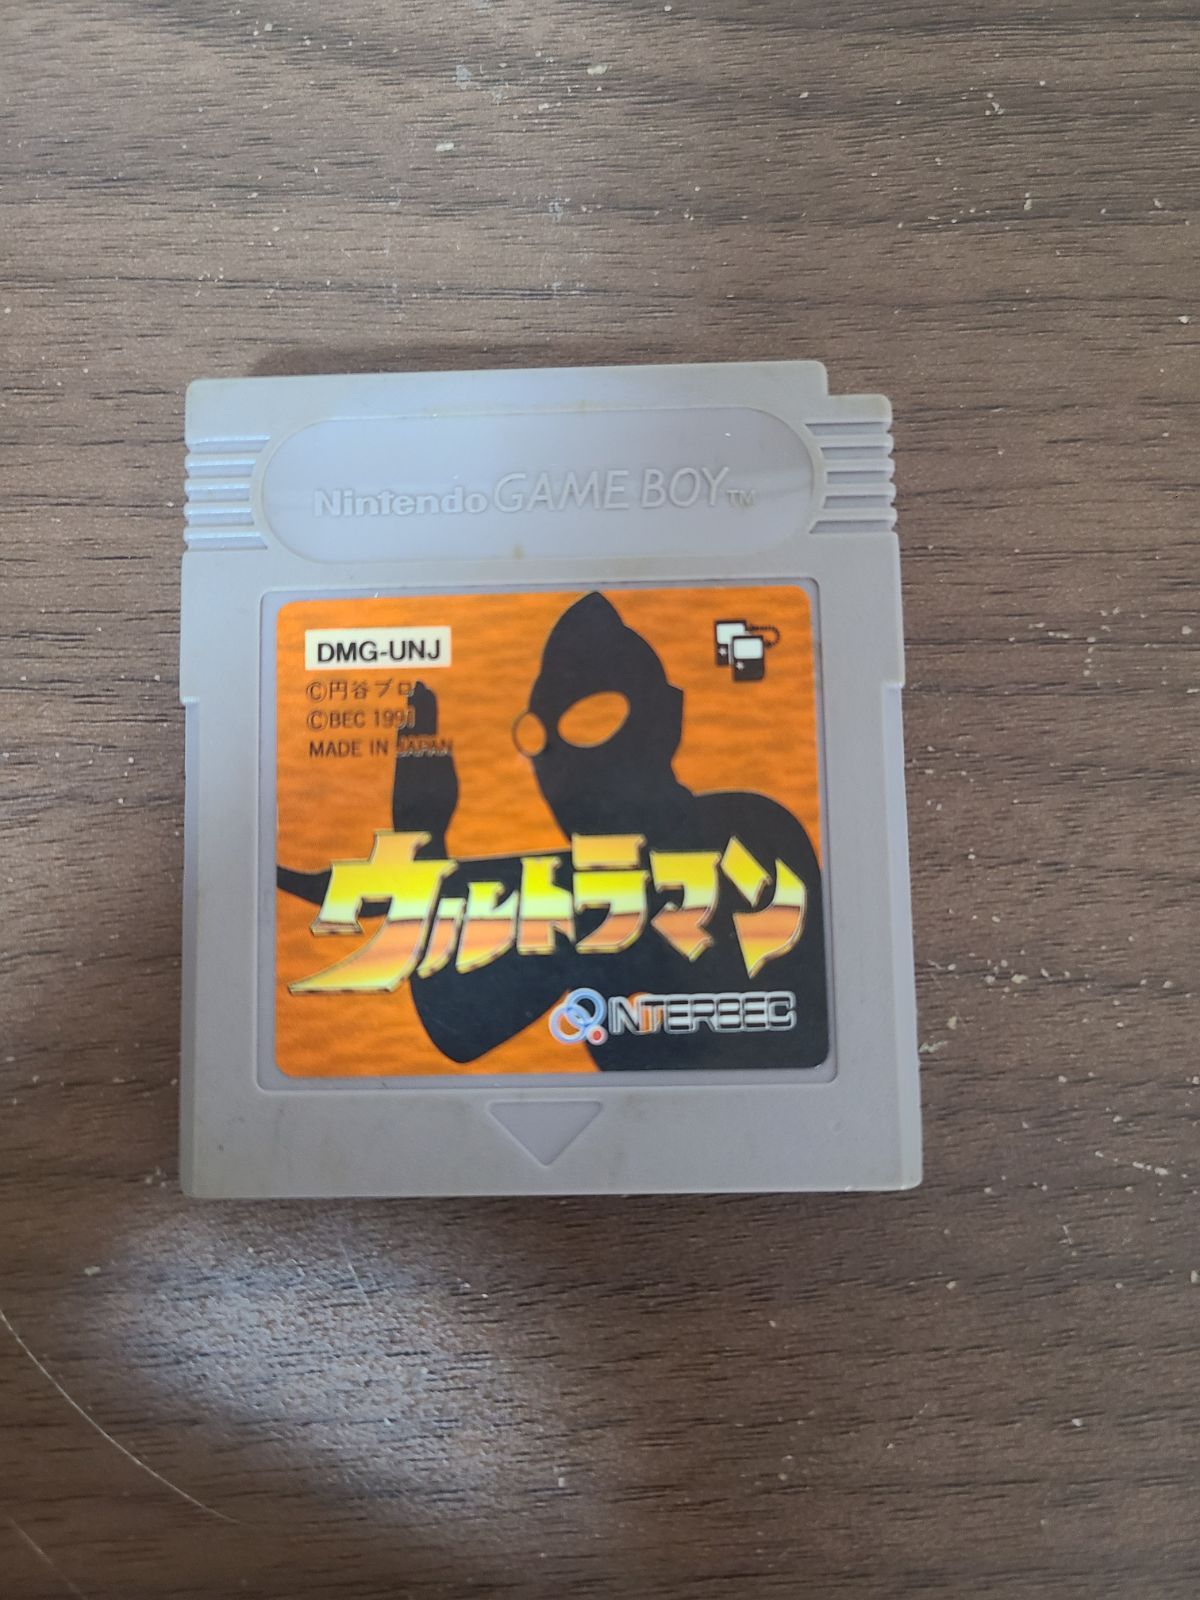 Nintendo GAME BOY™
DMG-UNJ
©円谷プロ
©BEC 1991
MADE IN JAPAN
ウルトラマン
INTERBEC